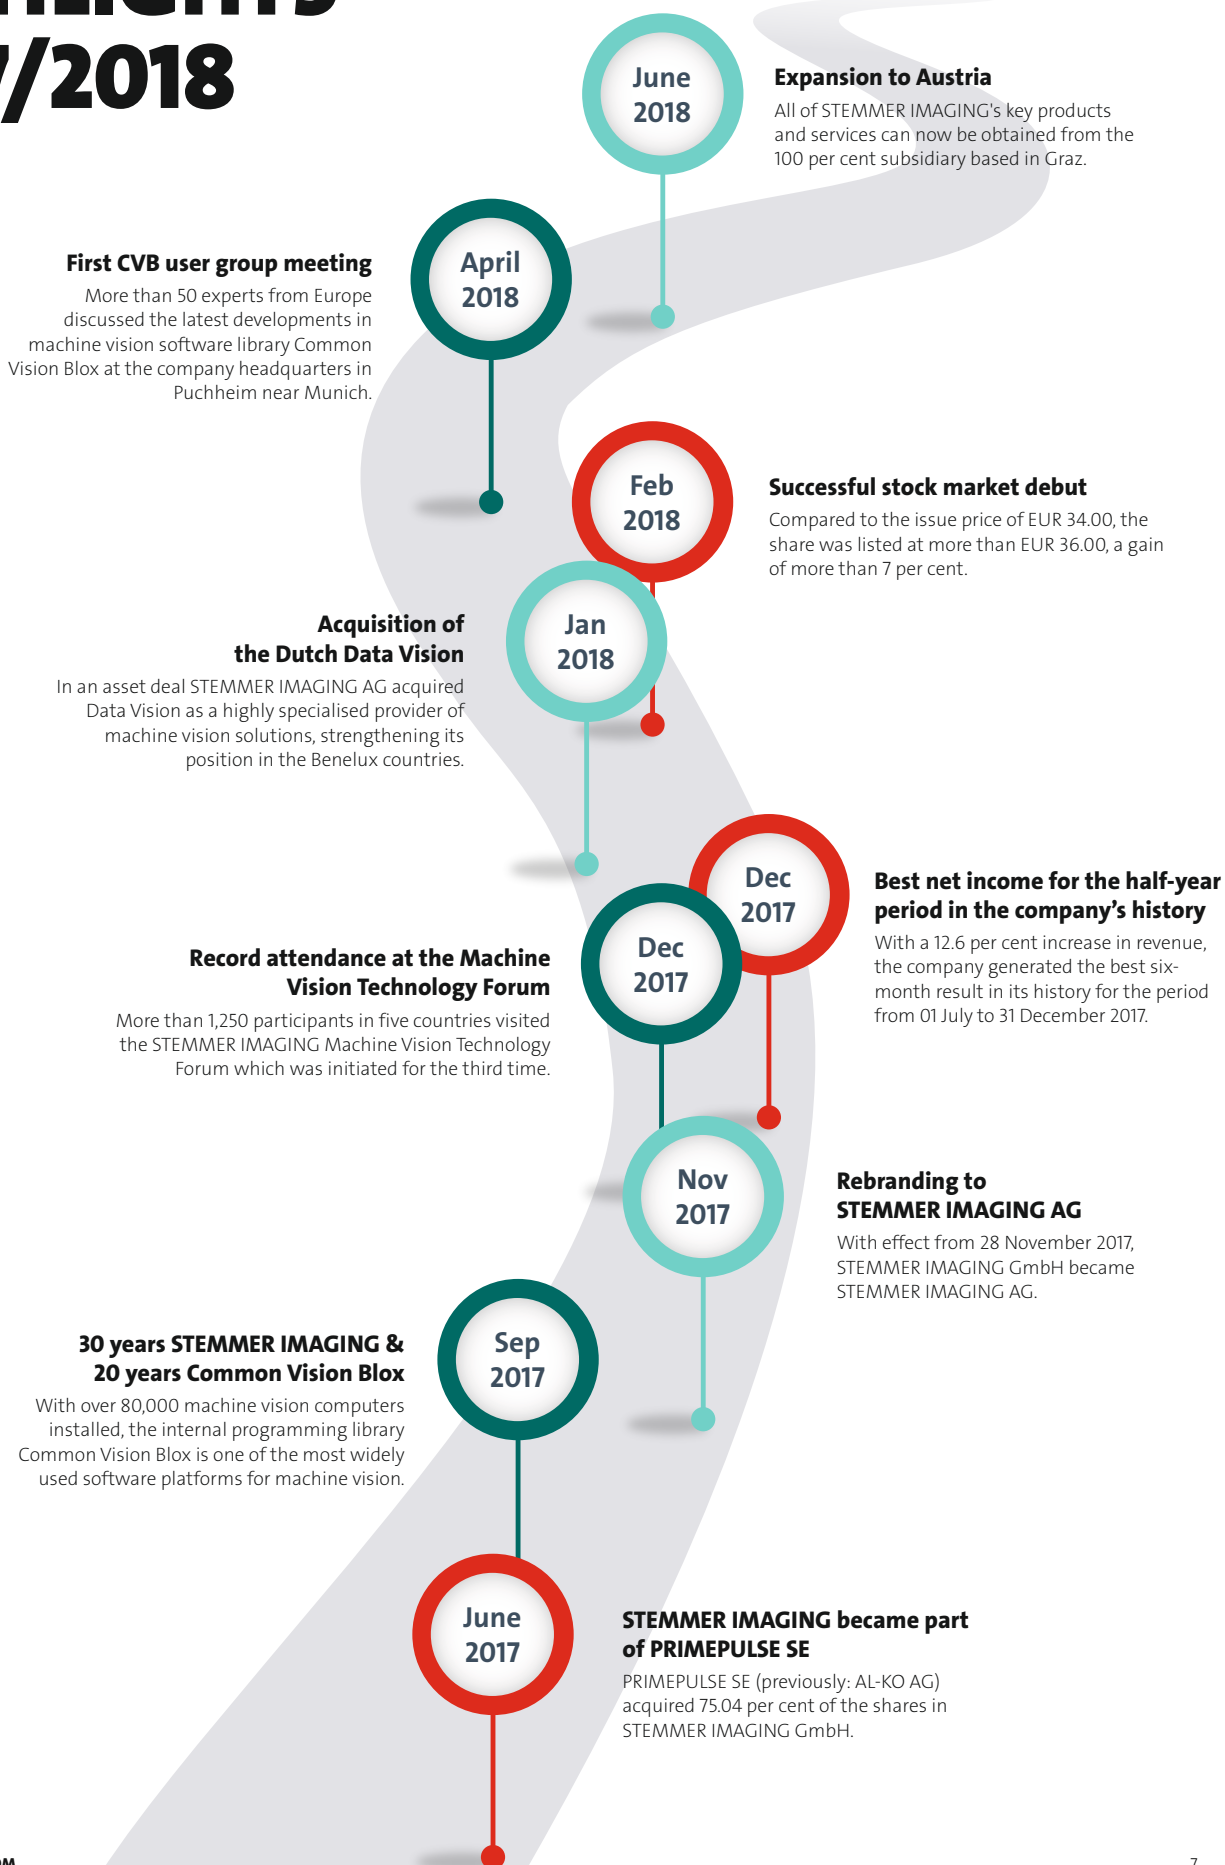 /2018
June
2018
Expansion to Austria
All of STEMMER IMAGING's key products
and services can now be obtained from the
100 per cent subsidiary based in Graz.
April
2018
First CVB user group meeting
More than 50 experts from Europe
discussed the latest developments in
machine vision software library Common
Vision Blox at the company headquarters in
Puchheim near Munich.
Feb
2018
Successful stock market debut
Compared to the issue price of EUR 34.00, the
share was listed at more than EUR 36.00, a gain
of more than 7 per cent.
Jan
2018
Acquisition of
the Dutch Data Vision
In an asset deal STEMMER IMAGING AG acquired
Data Vision as a highly specialised provider of
machine vision solutions, strengthening its
position in the Benelux countries.
Dec
2017
Best net income for the half-year
period in the company’s history
With a 12.6 per cent increase in revenue,
the company generated the best six-
month result in its history for the period
from 01 July to 31 December 2017.
Dec
2017
Record attendance at the Machine
Vision Technology Forum
More than 1,250 participants in five countries visited
the STEMMER IMAGING Machine Vision Technology
Forum which was initiated for the third time.
Nov
2017
Rebranding to
STEMMER IMAGING AG
With effect from 28 November 2017,
STEMMER IMAGING GmbH became
STEMMER IMAGING AG.
Sep
2017
30 years STEMMER IMAGING &
20 years Common Vision Blox
With over 80,000 machine vision computers
installed, the internal programming library
Common Vision Blox is one of the most widely
used software platforms for machine vision.
June
2017
STEMMER IMAGING became part
of PRIMEPULSE SE
PRIMEPULSE SE (previously: AL-KO AG)
acquired 75.04 per cent of the shares in
STEMMER IMAGING GmbH.
7